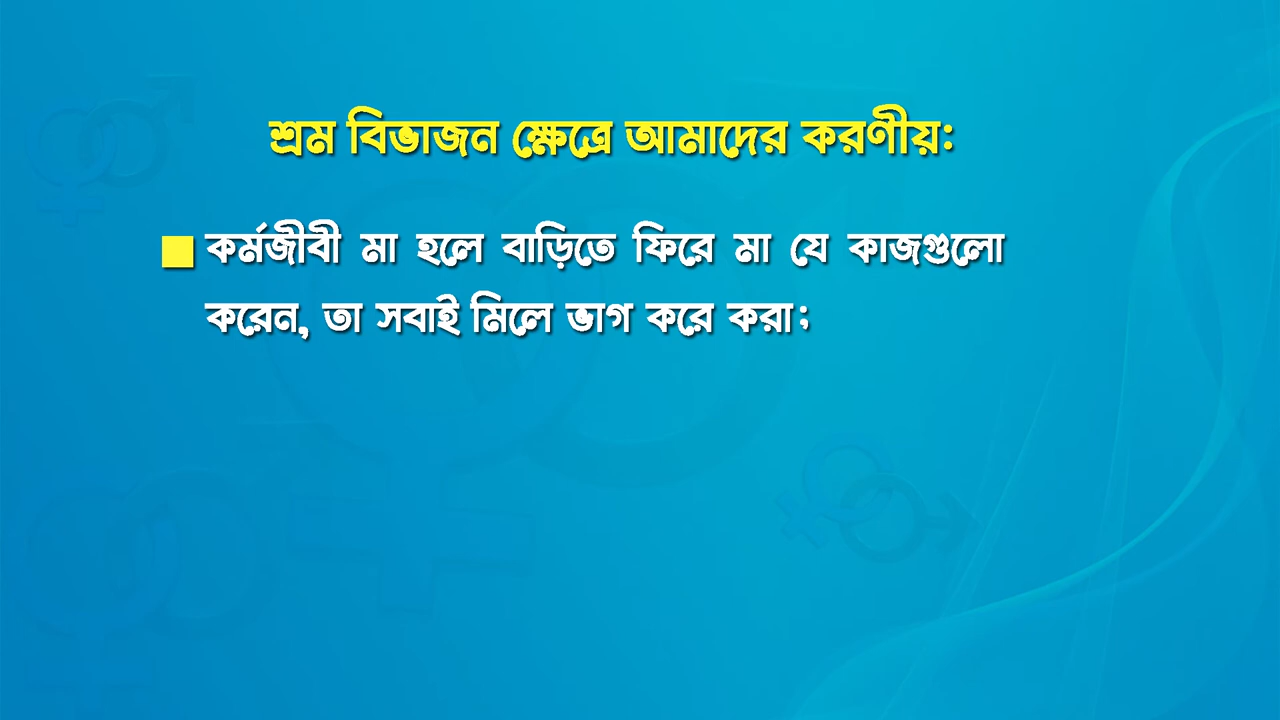 শ্রম বিভাজন ক্ষেত্রে আমাদের করণীয়:
কর্মজীবী মা হলে বাড়িতে ফিরে মা যে কাজগুলো
করেন, তা সবাই মিলে ভাগ করে করা;